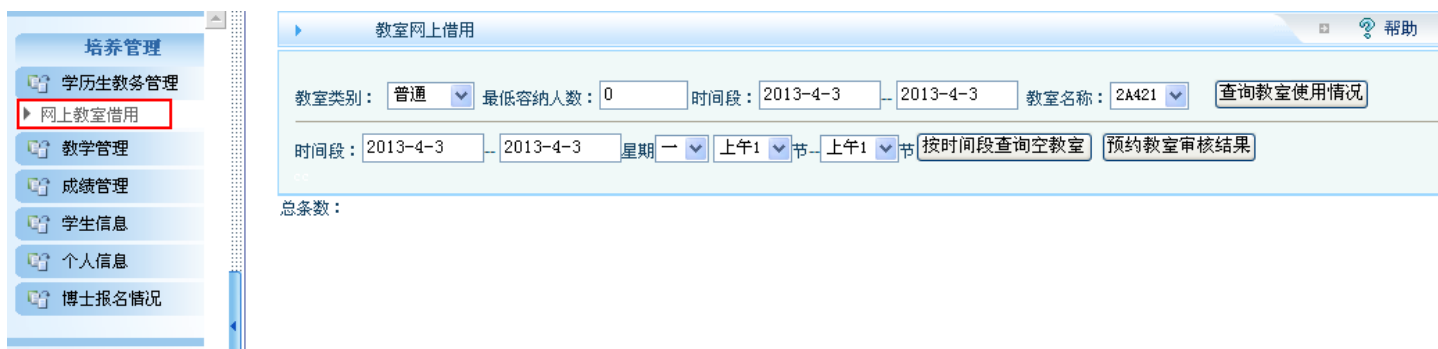 培养管理
学历生教务管理
网上教室借用
教学管理
成绩管理
学生信息
个人信息
博士报名情况
教室网上借用 帮助
教室类别： 普通 最低容纳人数：0 时间段：2013-4-3 -- 2013-4-3 教室名称：2A421 查询教室使用情况
时间段：2013-4-3 -- 2013-4-3 星期 一 上午1 节--上午1 节 按时间段查询空教室 预约教室审核结果
<<
总条数：